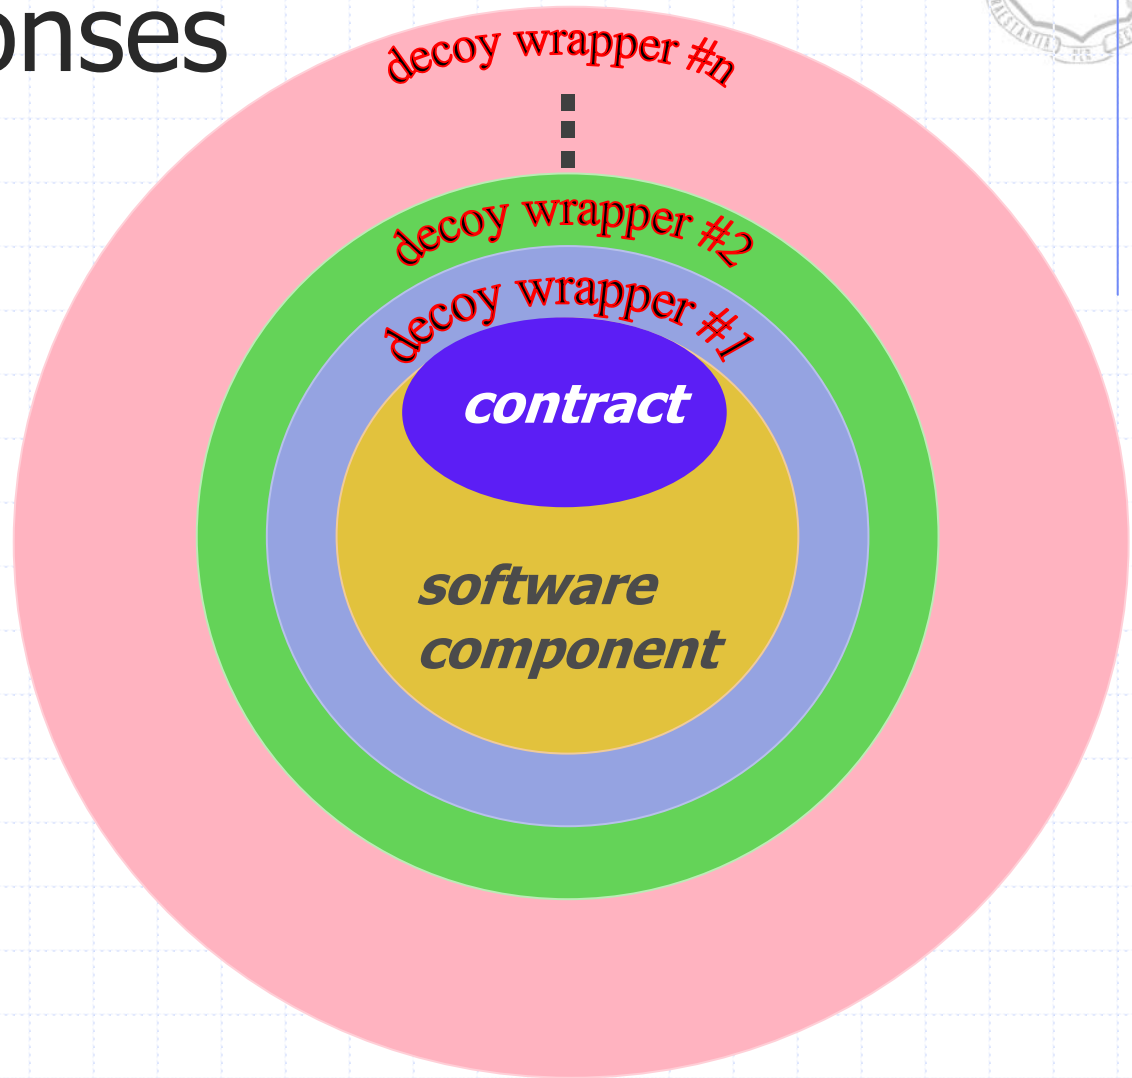 onses
decoy wrapper #n
decoy wrapper #2
decoy wrapper #1
contract
software
component